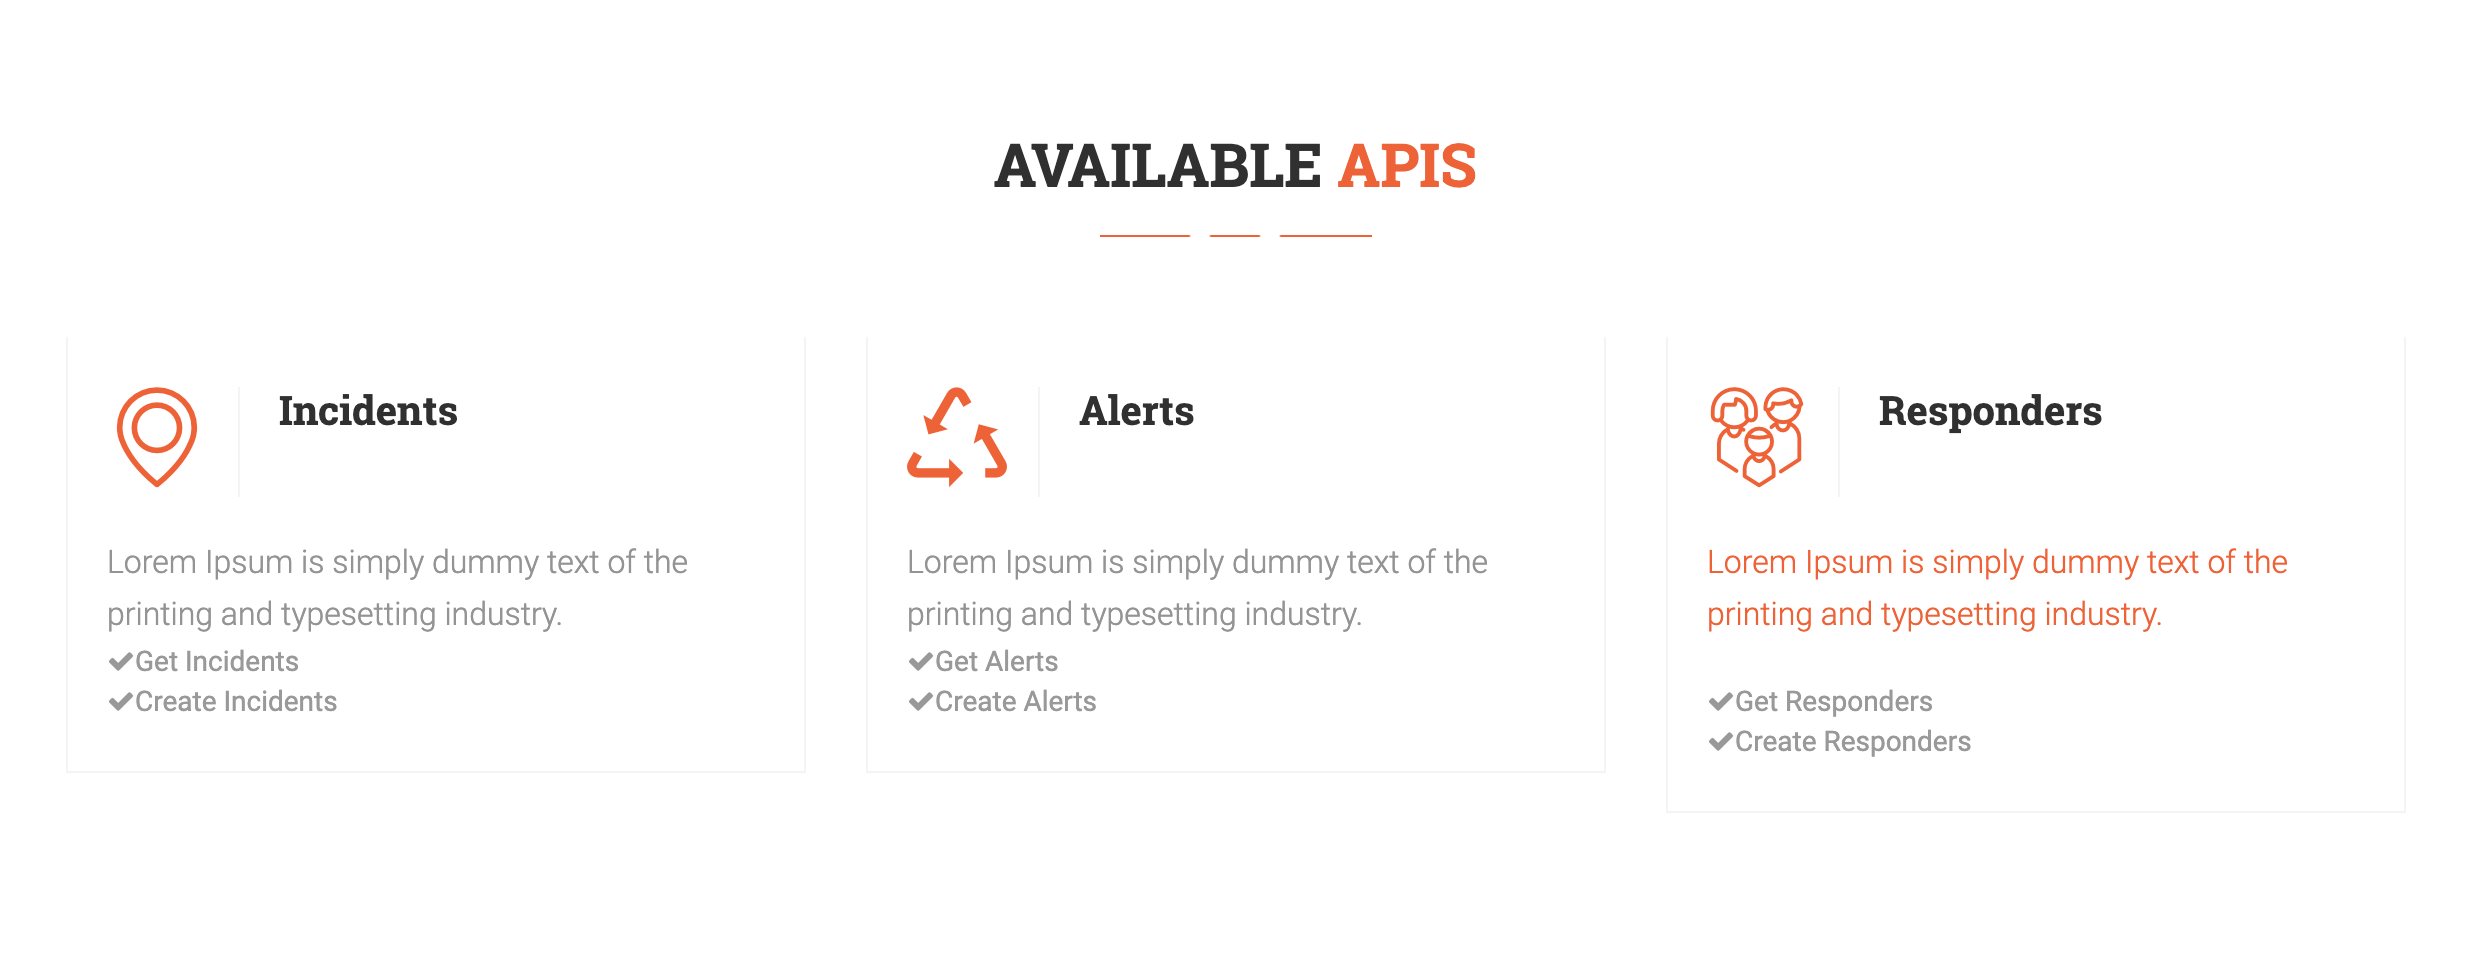 AVAILABLE APIS
Incidents
Lorem Ipsum is simply dummy text of the
printing and typesetting industry.
Get Incidents
Create Incidents
Alerts
Lorem Ipsum is simply dummy text of the
printing and typesetting industry.
Get Alerts
Create Alerts
Responders
Lorem Ipsum is simply dummy text of the
printing and typesetting industry.
Get Responders
Create Responders